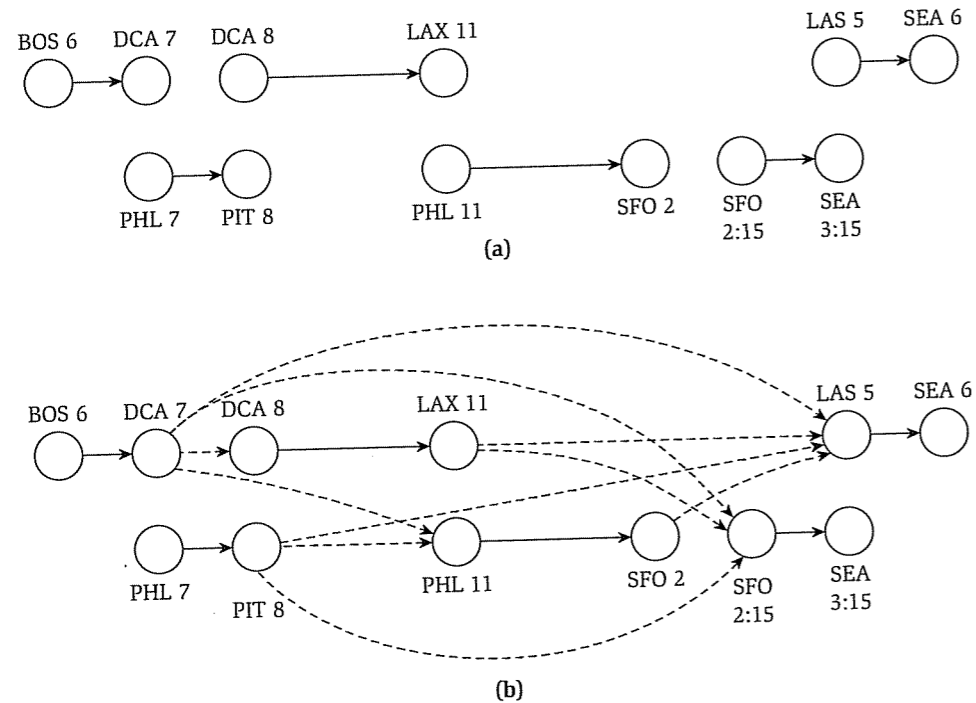 BOS 6
DCA 7
DCA 8
LAX 11
LAS 5
SEA 6
PHL 7
PIT 8
PHL 11
SFO 2
SFO
2:15
SEA
3:15
(a)
BOS 6
DCA 7
DCA 8
LAX 11
LAS 5
SEA 6
PHL 7
PIT 8
PHL 11
SFO 2
SFO
2:15
SEA
3:15
(b)